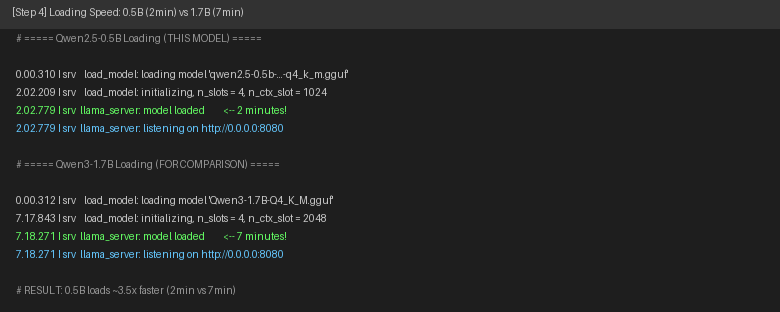 [Step 4] Loading Speed: 0.5B (2min) vs 1.7B (7min)
# ===== Qwen2.5-0.5B Loading (THIS MODEL) =====
0.00.310 I srv load_model: loading model 'qwen2.5-0.5b-...-q4_k_m.gguf'
2.02.209 I srv load_model: initializing, n_slots = 4, n_ctx_slot = 1024
2.02.779 I srv llama_server: model loaded <-- 2 minutes!
2.02.779 I srv llama_server: listening on http://0.0.0.0:8080
# ===== Qwen3-1.7B Loading (FOR COMPARISON) =====
0.00.312 I srv load_model: loading model 'Qwen3-1.7B-Q4_K_M.gguf'
7.17.843 I srv load_model: initializing, n_slots = 4, n_ctx_slot = 2048
7.18.271 I srv llama_server: model loaded <-- 7 minutes!
7.18.271 I srv llama_server: listening on http://0.0.0.0:8080
# RESULT: 0.5B loads ~3.5x faster (2min vs 7min)